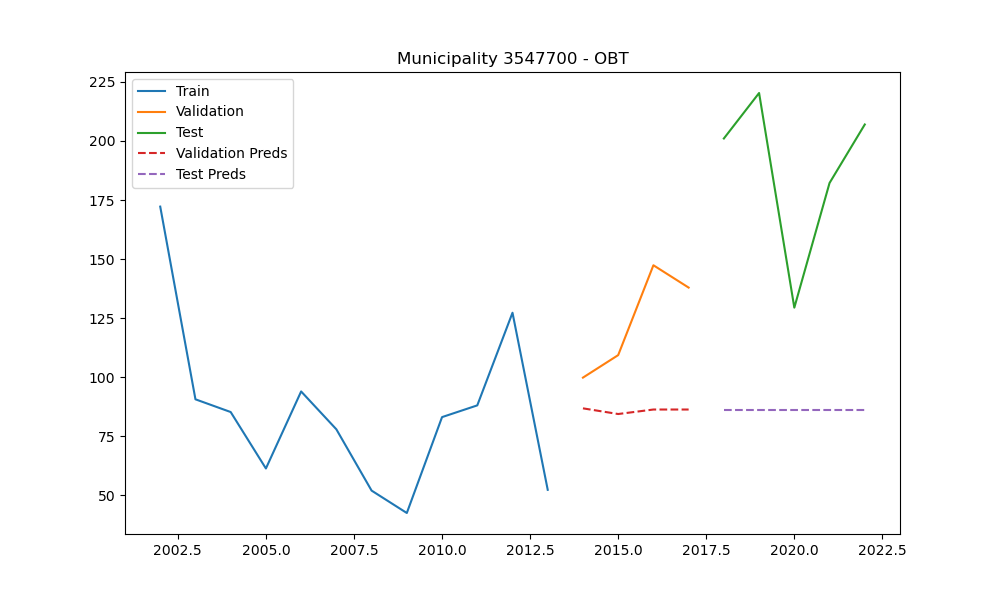 Municipality 3547700 - OBT
Train
Validation
Test
Validation Preds
Test Preds
225
200
175
150
125
100
75
50
2002.5 2005.0 2007.5 2010.0 2012.5 2015.0 2017.5 2020.0 2022.5